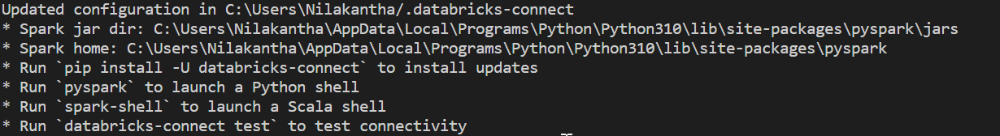 Updated configuration in C:\Users\Nilakantha/.databricks-connect
* Spark jar dir: C:\Users\Nilakantha\AppData\Local\Programs\Python\Python310\lib\site-packages\pyspark\jars
* Spark home: C:\Users\Nilakantha\AppData\Local\Programs\Python\Python310\lib\site-packages\pyspark
* Run `pip install -U databricks-connect` to install updates
* Run `pyspark` to launch a Python shell
* Run `spark-shell` to launch a Scala shell
* Run `databricks-connect test` to test connectivity